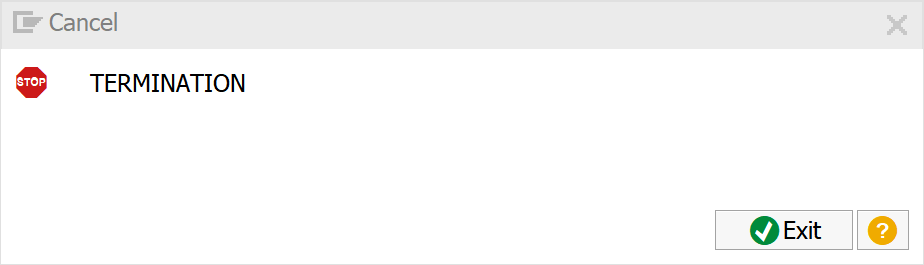 Cancel
STOP
TERMINATION
Exit
?